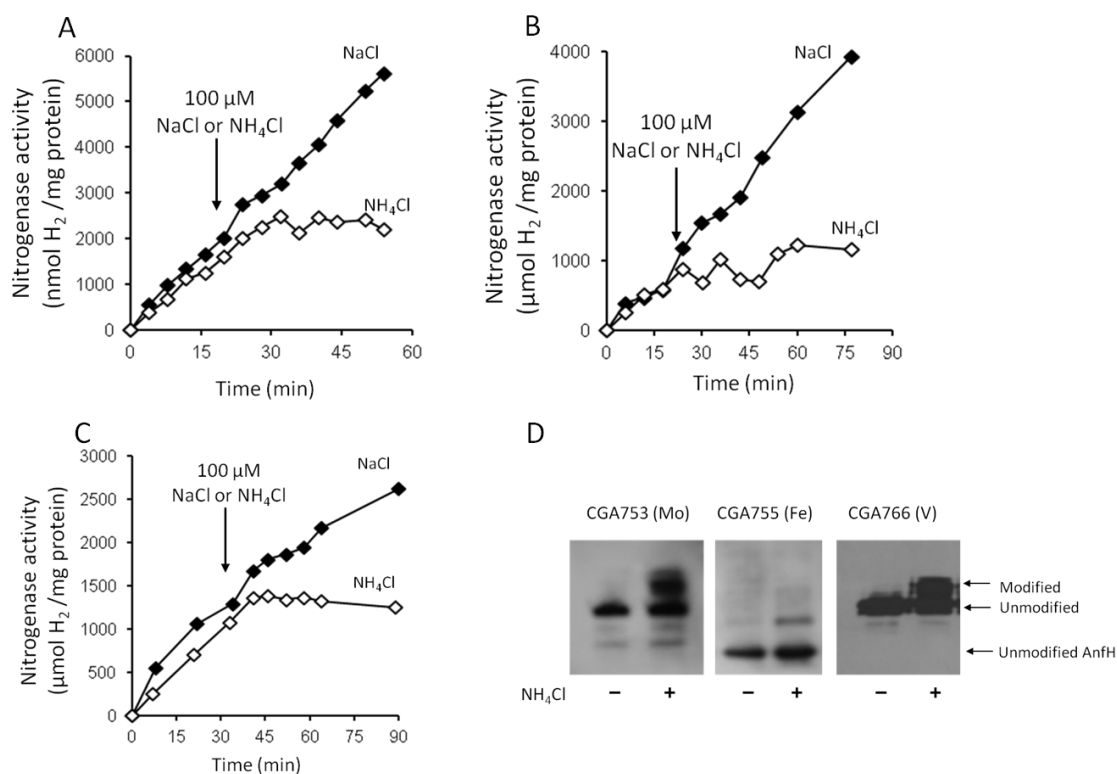 A
Nitrogenase activity
(nmol H₂ /mg protein)
6000
5000
4000
3000
2000
1000
0
0 15 30 45 60
Time (min)
100 µM
NaCl or NH₄Cl
NaCl
NH₄Cl
B
Nitrogenase activity
(µmol H₂ /mg protein)
4000
3000
2000
1000
0
0 15 30 45 60 75 90
Time (min)
100 µM
NaCl or NH₄Cl
NaCl
NH₄Cl
C
Nitrogenase activity
(µmol H₂ /mg protein)
3000
2500
2000
1500
1000
500
0
0 15 30 45 60 75 90
Time (min)
100 µM
NaCl or NH₄Cl
NaCl
NH₄Cl
D
CGA753 (Mo) CGA755 (Fe) CGA766 (V)
Modified
Unmodified
Unmodified AnfH
NH₄Cl − + − + − +